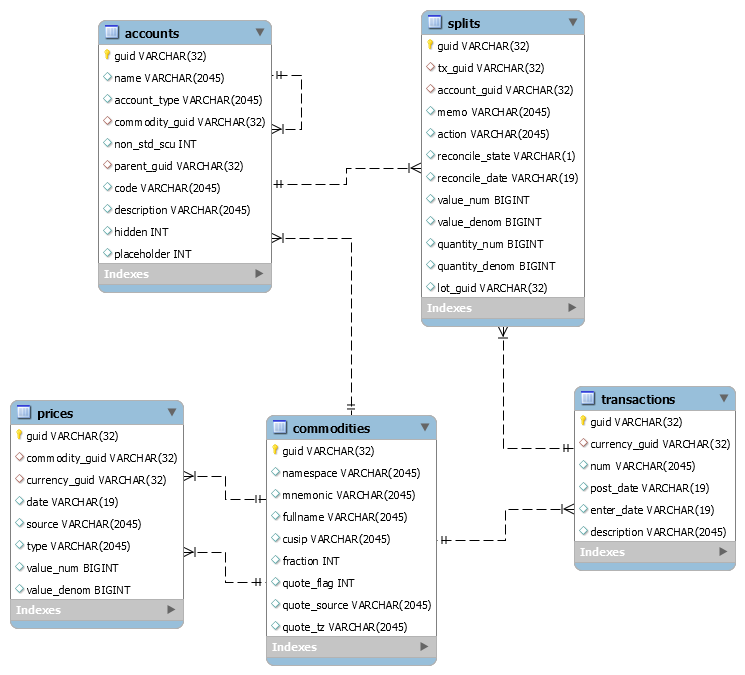 accounts
guid VARCHAR(32)
name VARCHAR(2045)
account_type VARCHAR(2045)
commodity_guid VARCHAR(32)
non_std_scu INT
parent_guid VARCHAR(32)
code VARCHAR(2045)
description VARCHAR(2045)
hidden INT
placeholder INT
Indexes
splits
guid VARCHAR(32)
tx_guid VARCHAR(32)
account_guid VARCHAR(32)
memo VARCHAR(2045)
action VARCHAR(2045)
reconcile_state VARCHAR(1)
reconcile_date VARCHAR(19)
value_num BIGINT
value_denom BIGINT
quantity_num BIGINT
quantity_denom BIGINT
lot_guid VARCHAR(32)
Indexes
prices
guid VARCHAR(32)
commodity_guid VARCHAR(32)
currency_guid VARCHAR(32)
date VARCHAR(19)
source VARCHAR(2045)
type VARCHAR(2045)
value_num BIGINT
value_denom BIGINT
Indexes
commodities
guid VARCHAR(32)
namespace VARCHAR(2045)
mnemonic VARCHAR(2045)
fullname VARCHAR(2045)
cusip VARCHAR(2045)
fraction INT
quote_flag INT
quote_source VARCHAR(2045)
quote_tz VARCHAR(2045)
Indexes
transactions
guid VARCHAR(32)
currency_guid VARCHAR(32)
num VARCHAR(2045)
post_date VARCHAR(19)
enter_date VARCHAR(19)
description VARCHAR(2045)
Indexes